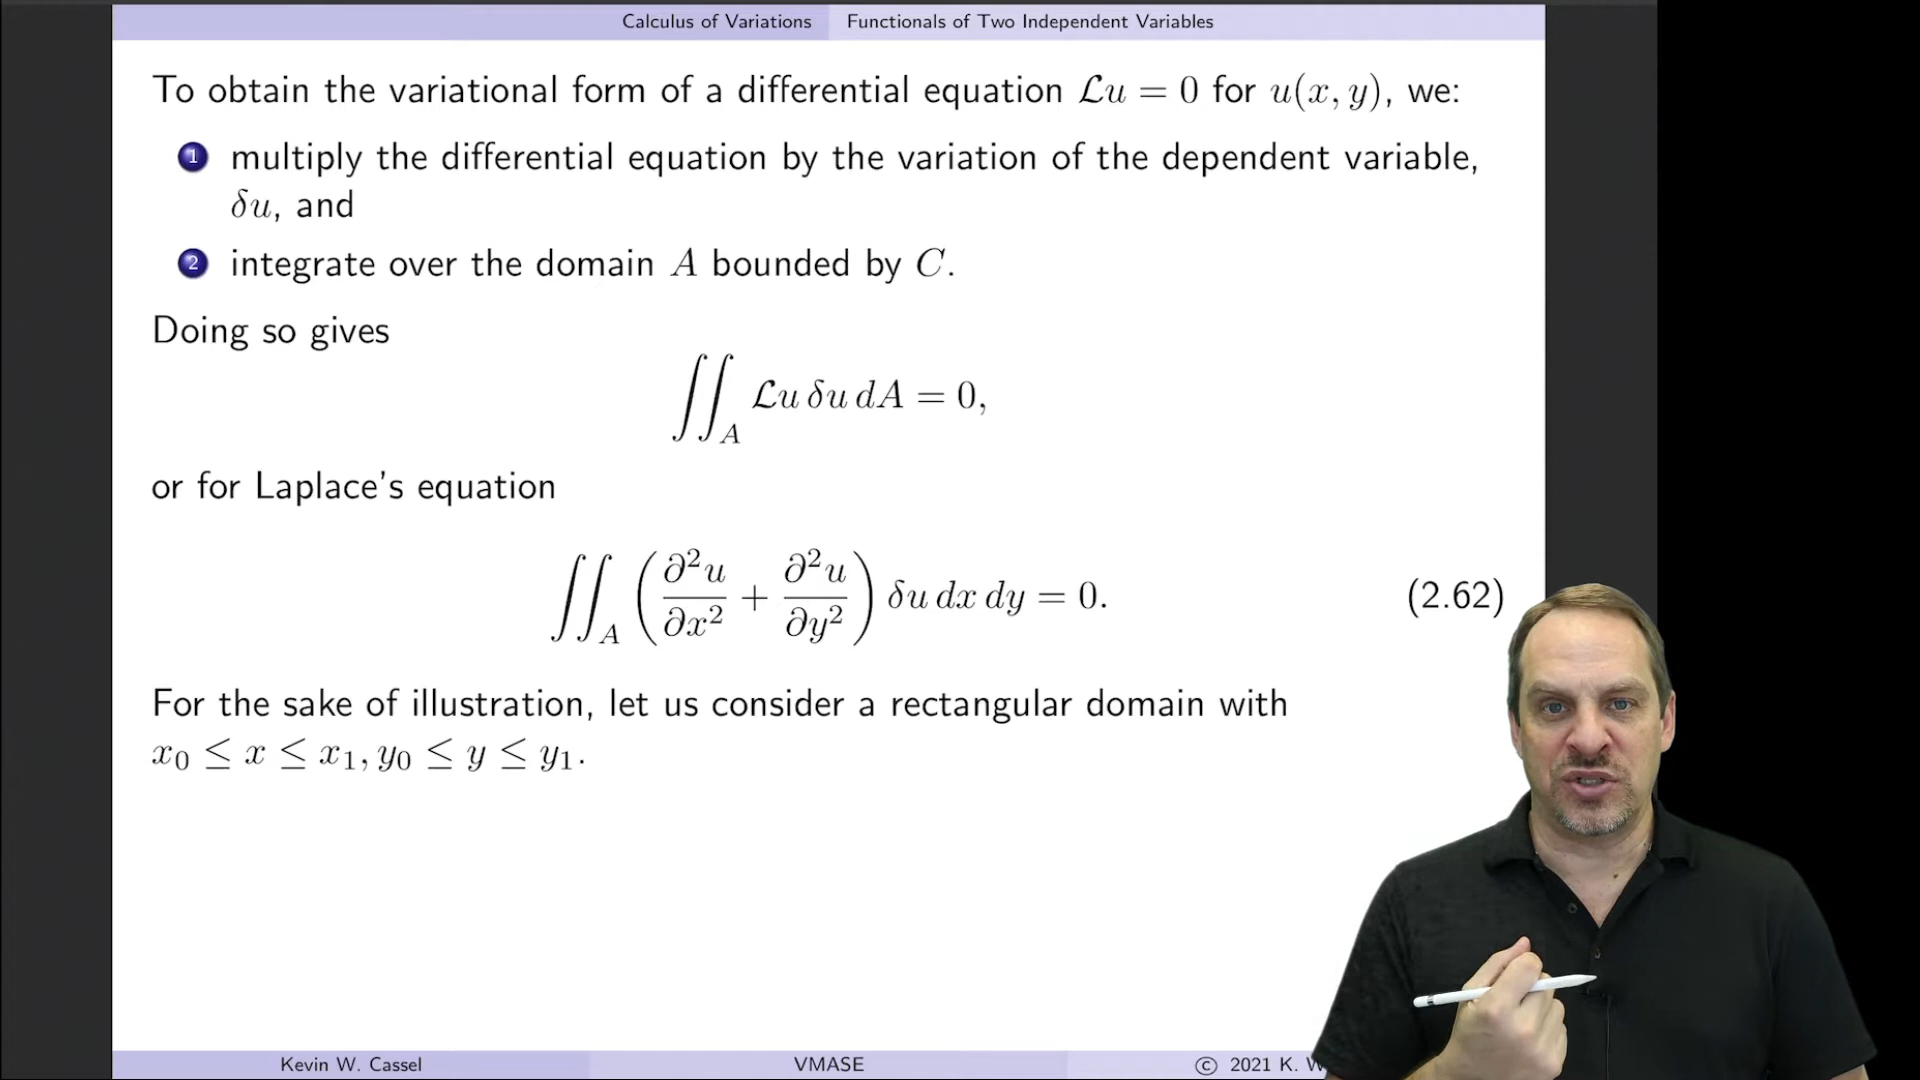 Calculus of Variations Functionals of Two Independent Variables
To obtain the variational form of a differential equation ℒu = 0 for u(x, y), we:
1 multiply the differential equation by the variation of the dependent variable,
δu, and
2 integrate over the domain A bounded by C.
Doing so gives
∬_A ℒu δu dA = 0,
or for Laplace's equation
∬_A (∂²u/∂x² + ∂²u/∂y²) δu dx dy = 0. (2.62)
For the sake of illustration, let us consider a rectangular domain with
x₀ ≤ x ≤ x₁, y₀ ≤ y ≤ y₁.
Kevin W. Cassel VMASE © 2021 K.